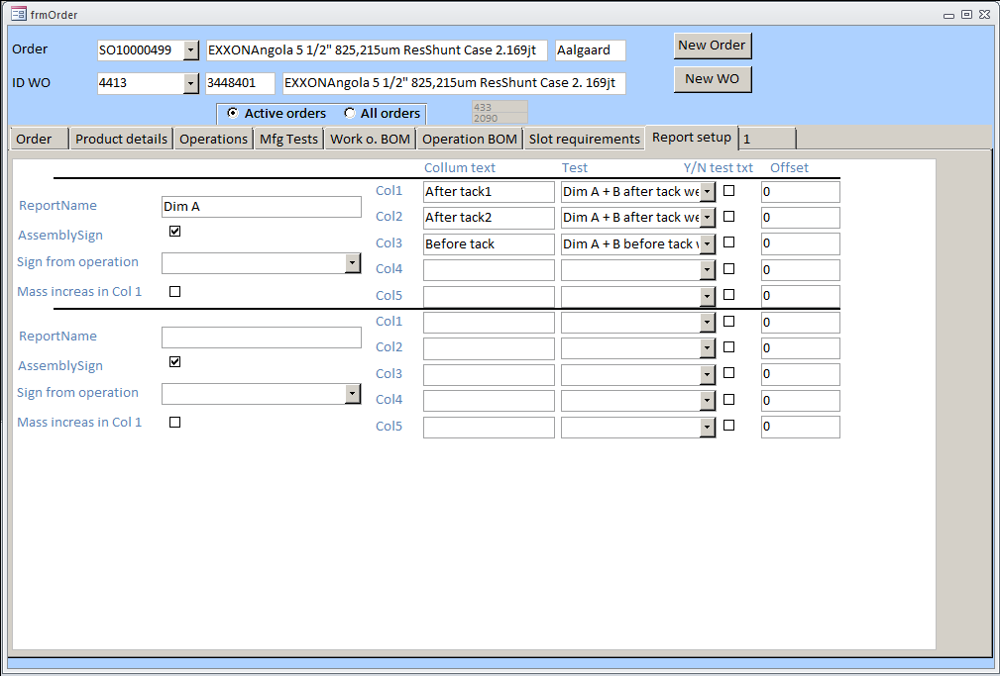 frmOrder
Order SO10000499 EXXONAngola 5 1/2" 825,215um ResShunt Case 2.169jt Aalgaard New Order
ID WO 4413 3448401 EXXONAngola 5 1/2" 825,215um ResShunt Case 2. 169jt New WO
Active orders All orders 433
2090
Order Product details Operations Mfg Tests Work o. BOM Operation BOM Slot requirements Report setup 1
Collum text Test Y/N test txt Offset
Col1 After tack1 Dim A + B after tack we 0
ReportName Dim A
Col2 After tack2 Dim A + B after tack we 0
AssemblySign
Col3 Before tack Dim A + B before tack 0
Sign from operation
Col4 0
Mass increas in Col 1
Col5 0
Col1 0
ReportName
Col2 0
AssemblySign
Col3 0
Sign from operation
Col4 0
Mass increas in Col 1
Col5 0